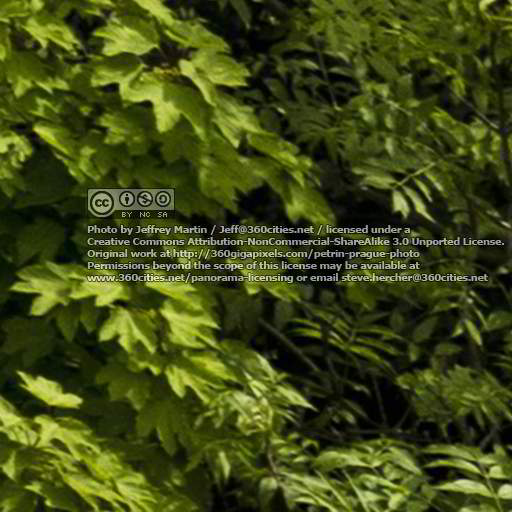 cc
BY NC SA
Photo by Jeffrey Martin / Jeff@360cities.net / licensed under a
Creative Commons Attribution-NonCommercial-ShareAlike 3.0 Unported License.
Original work at http://360gigapixels.com/petrin-prague-photo
Permissions beyond the scope of this license may be available at
www.360cities.net/panorama-licensing or email steve.hercher@360cities.net